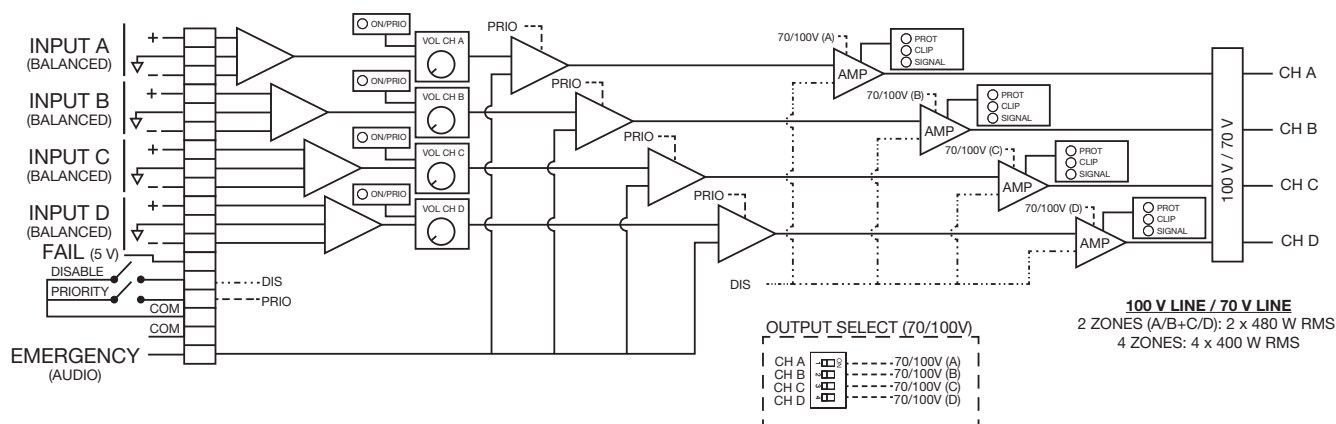 INPUT A
(BALANCED)
+
−
ON/PRIO
VOL CH A
PRIO
70/100V (A)
AMP
PROT
CLIP
SIGNAL
CH A
INPUT B
(BALANCED)
+
−
ON/PRIO
VOL CH B
PRIO
70/100V (B)
AMP
PROT
CLIP
SIGNAL
CH B
INPUT C
(BALANCED)
+
−
ON/PRIO
VOL CH C
PRIO
70/100V (C)
AMP
PROT
CLIP
SIGNAL
CH C
INPUT D
(BALANCED)
+
−
ON/PRIO
VOL CH D
PRIO
70/100V (D)
AMP
PROT
CLIP
SIGNAL
CH D
100 V / 70 V
FAIL (5 V)
DISABLE
PRIORITY
COM
COM
DIS
PRIO
EMERGENCY
(AUDIO)
DIS
OUTPUT SELECT (70/100V)
CH A 1 ON 70/100V (A)
CH B 2 70/100V (B)
CH C 3 70/100V (C)
CH D 4 70/100V (D)
100 V LINE / 70 V LINE
2 ZONES (A/B+C/D): 2 x 480 W RMS
4 ZONES: 4 x 400 W RMS